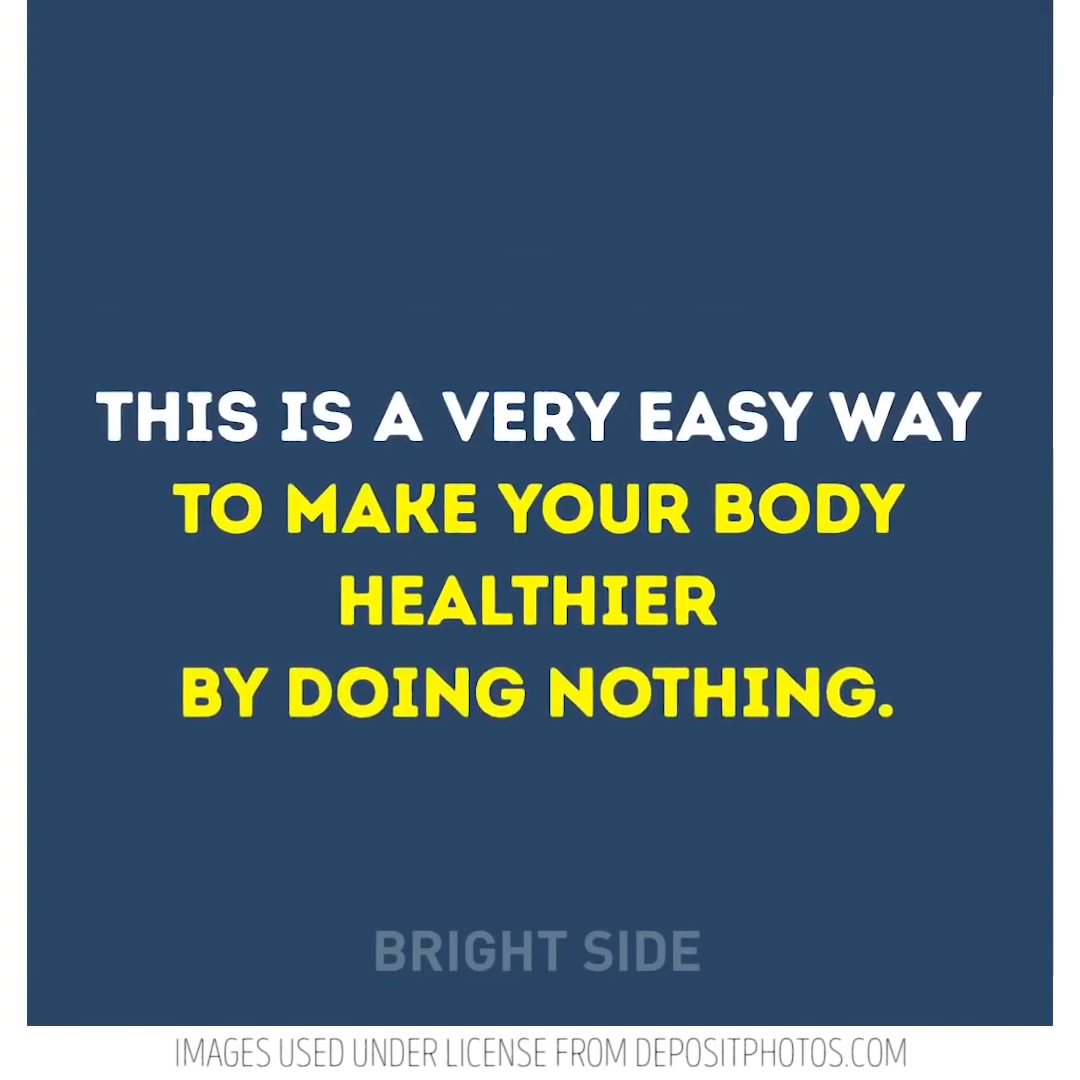 THIS IS A VERY EASY WAY
TO MAKE YOUR BODY
HEALTHIER
BY DOING NOTHING.
BRIGHT SIDE
IMAGES USED UNDER LICENSE FROM DEPOSITPHOTOS.COM